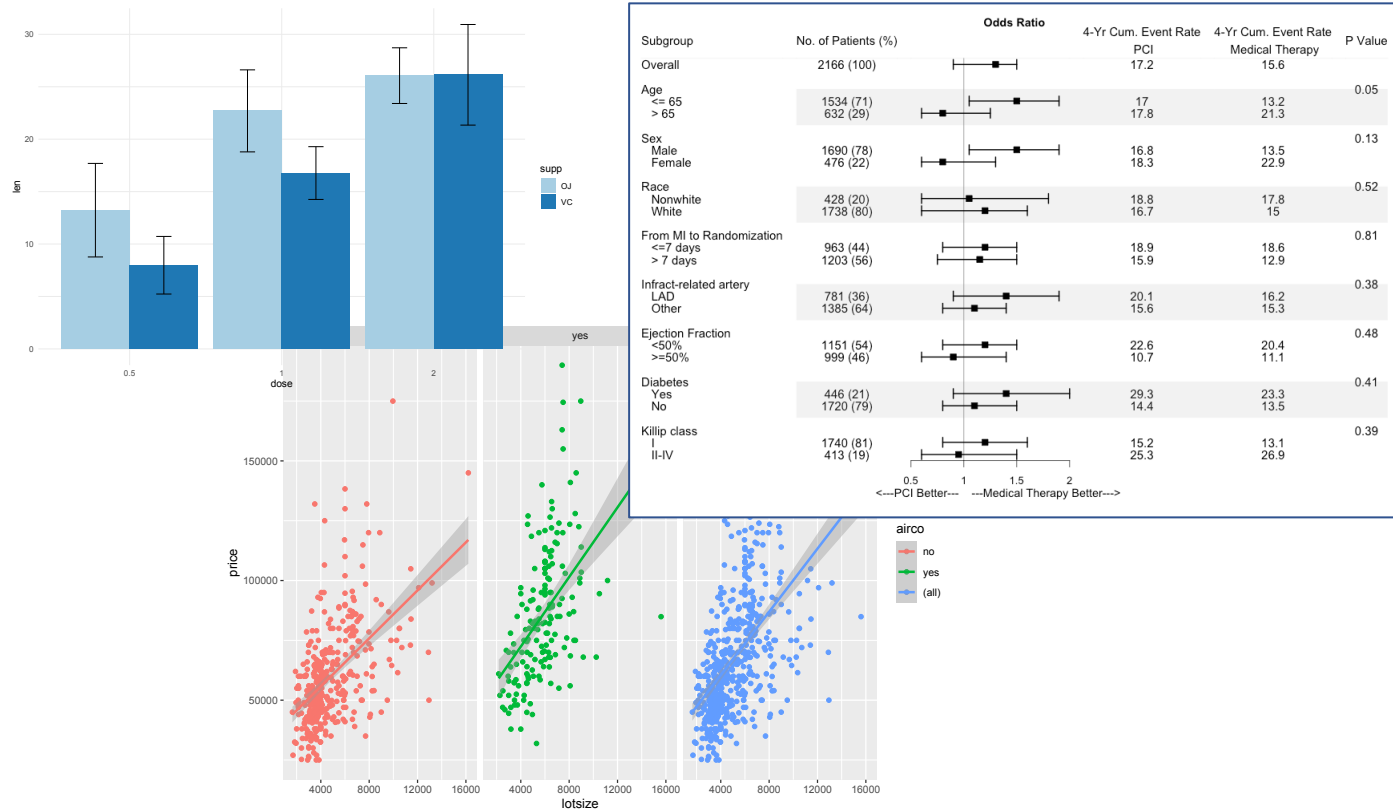 30
20
10
0
len
0.5
1
2
dose
supp
OJ
VC
Odds Ratio
4-Yr Cum. Event Rate 4-Yr Cum. Event Rate
Subgroup No. of Patients (%) PCI Medical Therapy P Value
Overall 2166 (100) 17.2 15.6
Age 0.05
<= 65 1534 (71) 17 13.2
> 65 632 (29) 17.8 21.3
Sex 0.13
Male 1690 (78) 16.8 13.5
Female 476 (22) 18.3 22.9
Race 0.52
Nonwhite 428 (20) 18.8 17.8
White 1738 (80) 16.7 15
From MI to Randomization 0.81
<=7 days 963 (44) 18.9 18.6
> 7 days 1203 (56) 15.9 12.9
Infract-related artery 0.38
LAD 781 (36) 20.1 16.2
Other 1385 (64) 15.6 15.3
Ejection Fraction 0.48
<50% 1151 (54) 22.6 20.4
>=50% 999 (46) 10.7 11.1
Diabetes 0.41
Yes 446 (21) 29.3 23.3
No 1720 (79) 14.4 13.5
Killip class 0.39
I 1740 (81) 15.2 13.1
II-IV 413 (19) 25.3 26.9
0.5 1 1.5 2
<---PCI Better--- ---Medical Therapy Better--->
yes
150000
100000
50000
price
4000 8000 12000 16000 4000 8000 12000 16000 4000 8000 12000 16000
lotsize
airco
no
yes
(all)